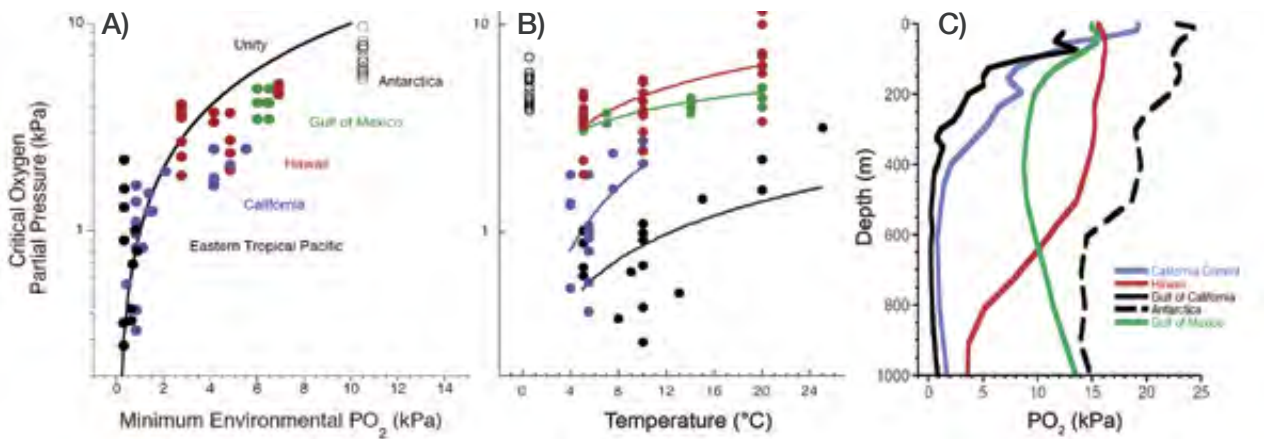 A)
10
1
Critical Oxygen
Partial Pressure (kPa)
Unity
Antarctica
Gulf of Mexico
Hawaii
California
Eastern Tropical Pacific
0 2 4 6 8 10 12 14
Minimum Environmental PO2 (kPa)
B)
10
1
0 4 8 12 16 20 24
Temperature (°C)
C)
0
200
400
600
800
1000
Depth (m)
California Current
Hawaii
Gulf of California
Antarctica
Gulf of Mexico
0 5 10 15 20 25
PO2 (kPa)